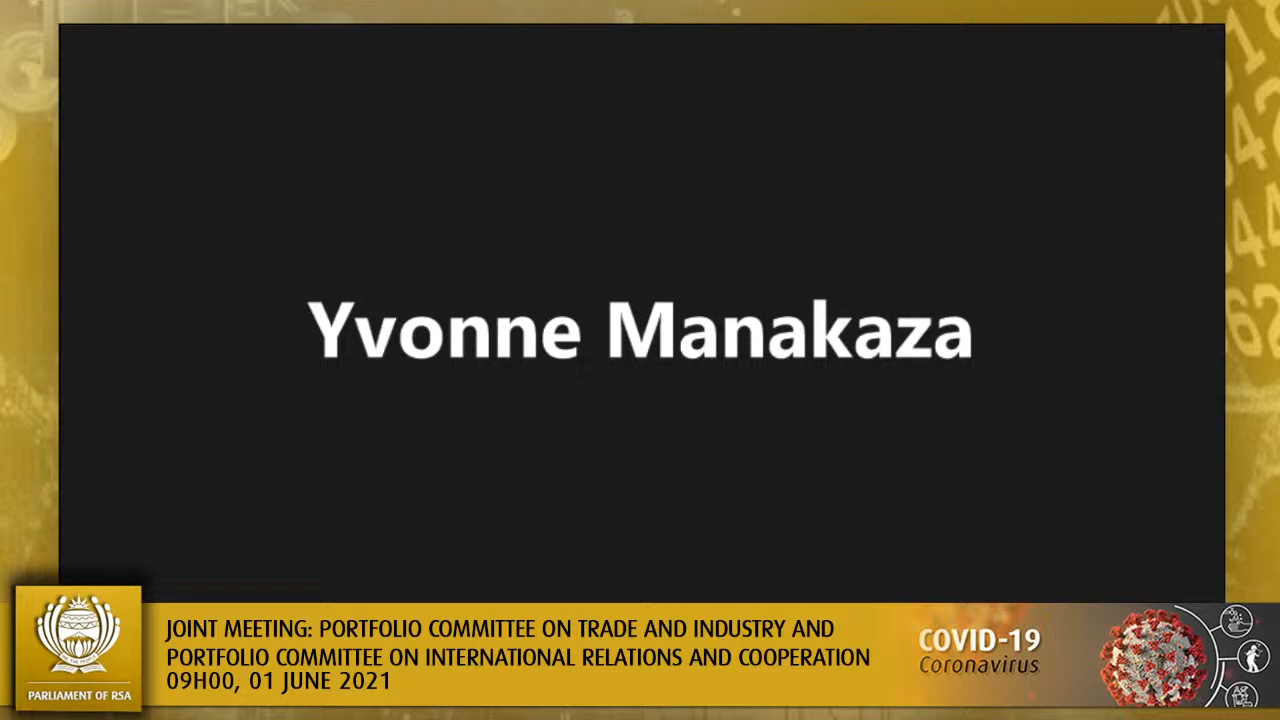 Yvonne Manakaza
JOINT MEETING: PORTFOLIO COMMITTEE ON TRADE AND INDUSTRY AND
PORTFOLIO COMMITTEE ON INTERNATIONAL RELATIONS AND COOPERATION
09H00, 01 JUNE 2021
PARLIAMENT OF RSA
COVID-19
Coronavirus